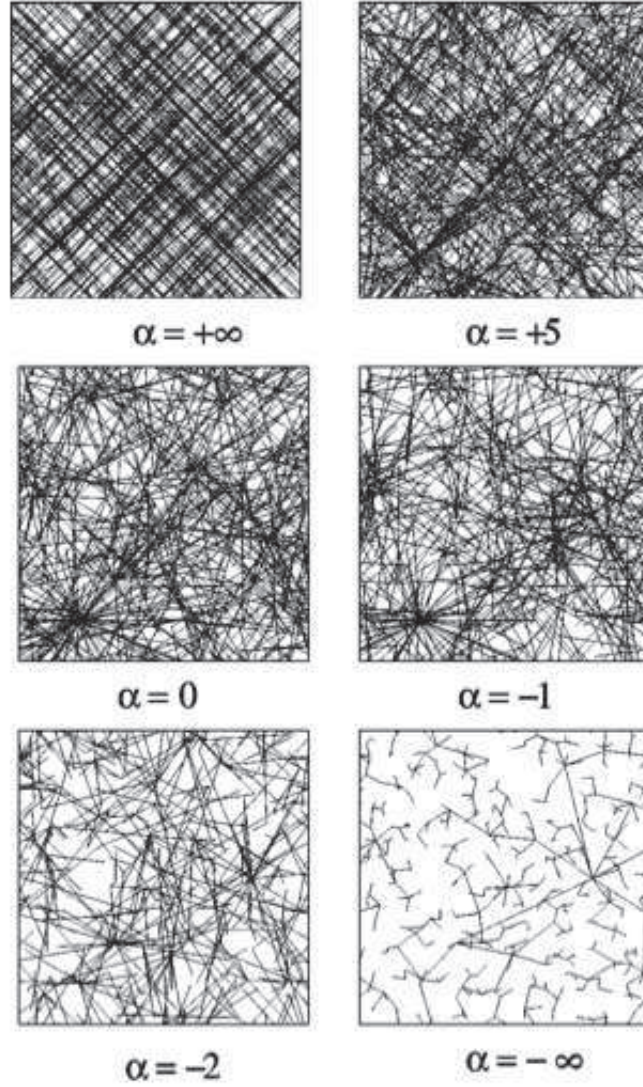 α = +∞
α = +5
α = 0
α = −1
α = −2
α = − ∞